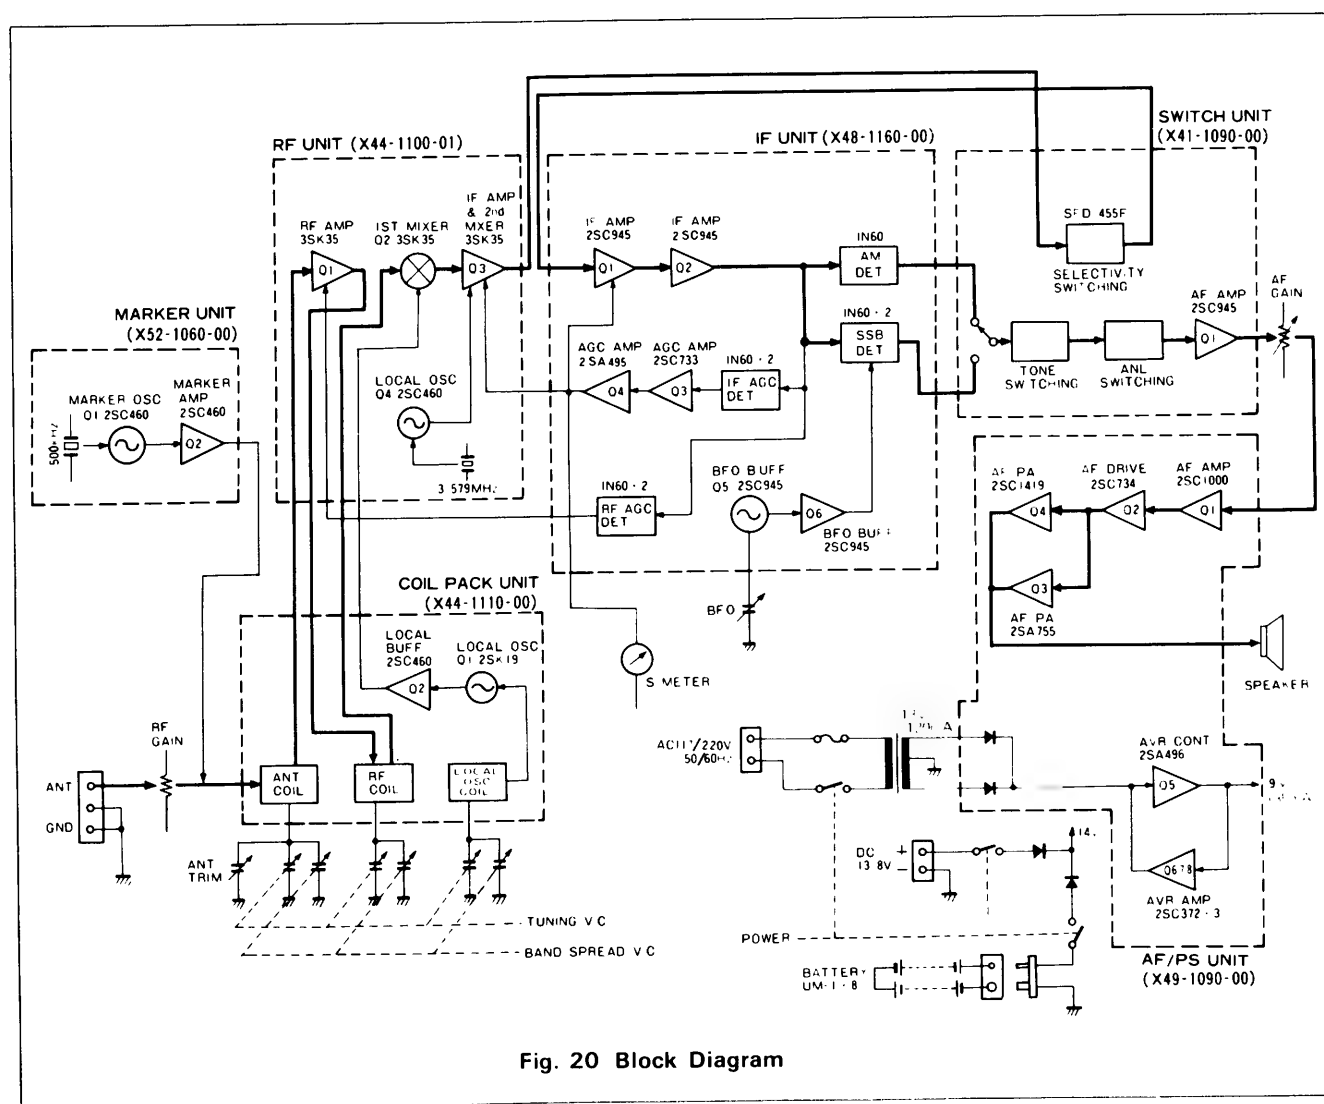 RF UNIT (X44-1100-01)
IF UNIT (X48-1160-00)
SWITCH UNIT
(X41-1090-00)
RF AMP
3SK35
Q1
IST MIXER
Q2 3SK35
IF AMP
& 2nd
MXER
3SK35
Q3
IF AMP
2SC945
Q1
IF AMP
2SC945
Q2
IN60
AM
DET
SFD 455F
SELECTIVITY
SWITCHING
AF AMP
2SC945
Q1
AF
GAIN
MARKER UNIT
(X52-1060-00)
MARKER OSC
Q1 2SC460
MARKER
AMP
2SC460
Q2
500kHz
LOCAL OSC
Q4 2SC460
3 579MHz
AGC AMP
2SA495
Q4
AGC AMP
2SC733
Q3
IN60·2
IF AGC
DET
IN60·2
SSB
DET
TONE
SWITCHING
ANL
SWITCHING
IN60·2
RF AGC
DET
BFO BUFF
Q5 2SC945
Q6
BFO BUFF
2SC945
BFO
AF PA
2SC1419
Q4
AF DRIVE
2SC734
Q2
AF AMP
2SC1000
Q1
Q3
AF PA
2SA755
SPEAKER
COIL PACK UNIT
(X44-1110-00)
LOCAL
BUFF
2SC460
Q2
LOCAL OSC
Q1 2SK19
S METER
RF
GAIN
ANT
GND
ANT
COIL
RF
COIL
LOCAL
OSC
COIL
ANT
TRIM
TUNING V C
BAND SPREAD V C
/220V
50/60Hz
AVR CONT
2SA496
Q5
Q6 7 8
AVR AMP
2SC372·3
DC
13 8V
+
−
POWER
BATTERY
UM-1·8
AF/PS UNIT
(X49-1090-00)
Fig. 20 Block Diagram